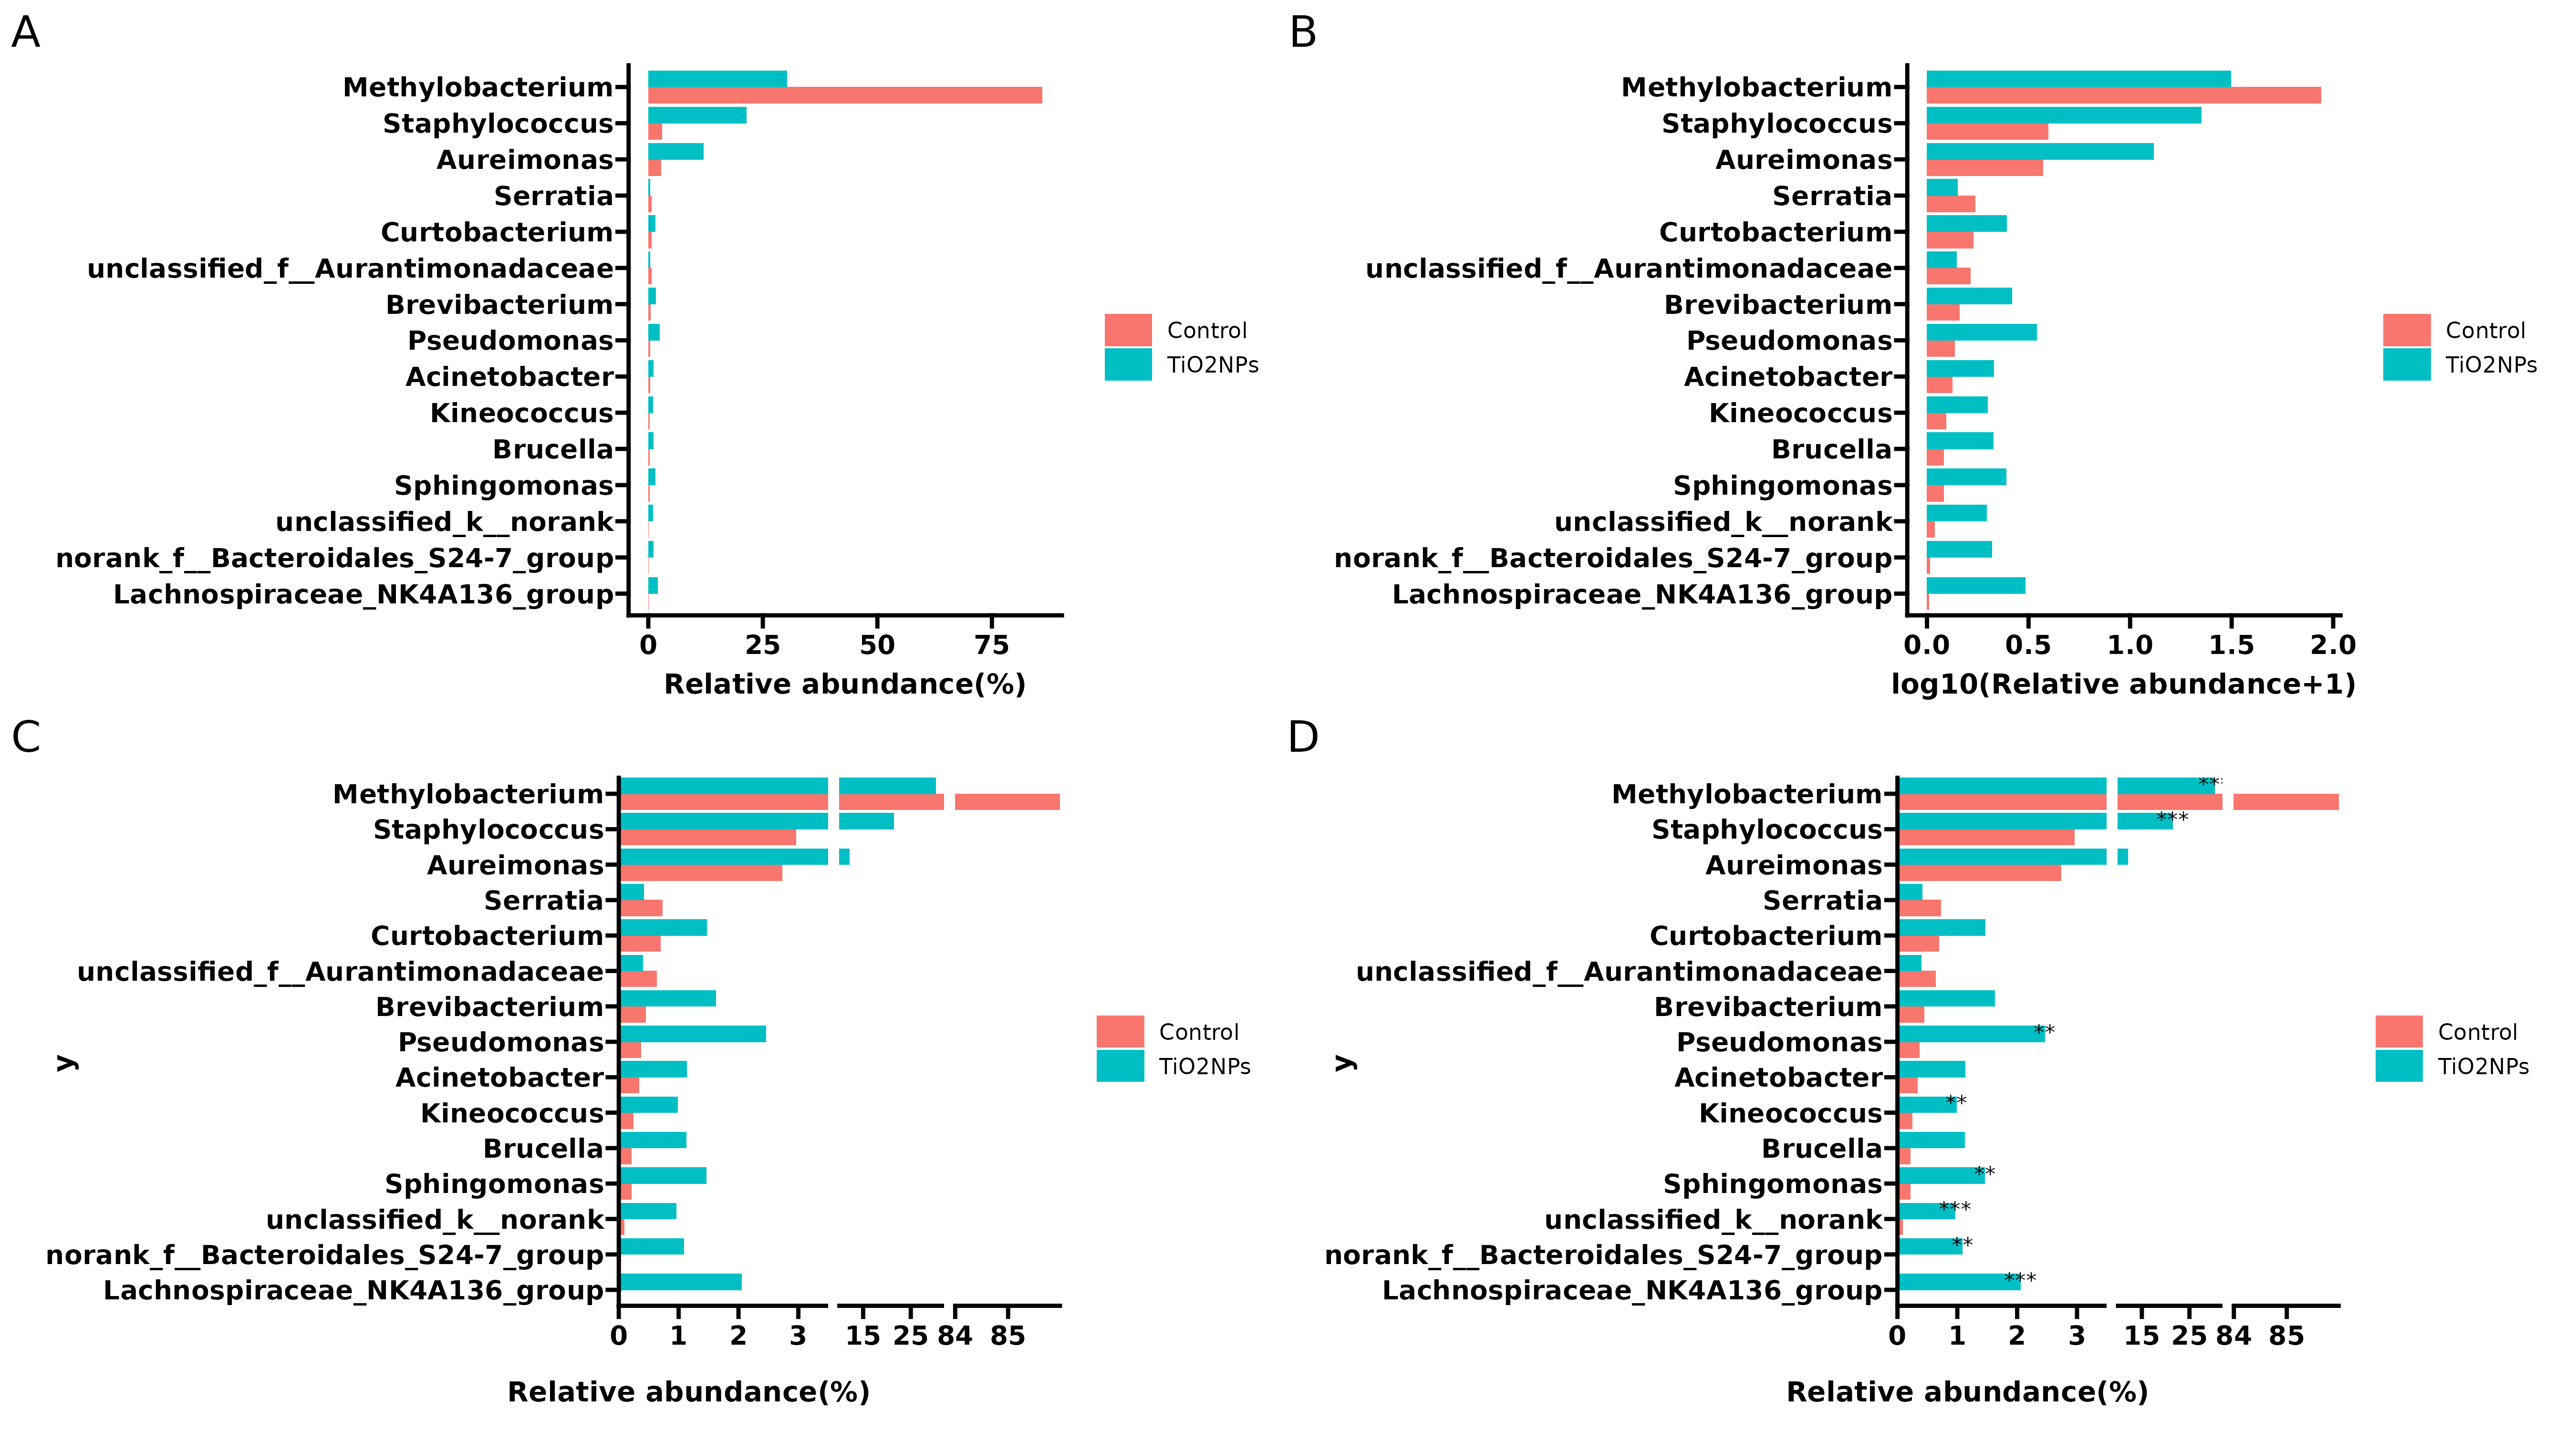 A
Methylobacterium
Staphylococcus
Aureimonas
Serratia
Curtobacterium
unclassified_f__Aurantimonadaceae
Brevibacterium
Pseudomonas
Acinetobacter
Kineococcus
Brucella
Sphingomonas
unclassified_k__norank
norank_f__Bacteroidales_S24-7_group
Lachnospiraceae_NK4A136_group
0 25 50 75
Relative abundance(%)
Control
TiO2NPs
B
Methylobacterium
Staphylococcus
Aureimonas
Serratia
Curtobacterium
unclassified_f__Aurantimonadaceae
Brevibacterium
Pseudomonas
Acinetobacter
Kineococcus
Brucella
Sphingomonas
unclassified_k__norank
norank_f__Bacteroidales_S24-7_group
Lachnospiraceae_NK4A136_group
0.0 0.5 1.0 1.5 2.0
log10(Relative abundance+1)
Control
TiO2NPs
C
y
Methylobacterium
Staphylococcus
Aureimonas
Serratia
Curtobacterium
unclassified_f__Aurantimonadaceae
Brevibacterium
Pseudomonas
Acinetobacter
Kineococcus
Brucella
Sphingomonas
unclassified_k__norank
norank_f__Bacteroidales_S24-7_group
Lachnospiraceae_NK4A136_group
0 1 2 3 15 25 84 85
Relative abundance(%)
Control
TiO2NPs
D
y
Methylobacterium **
Staphylococcus ***
Aureimonas
Serratia
Curtobacterium
unclassified_f__Aurantimonadaceae
Brevibacterium
Pseudomonas **
Acinetobacter
Kineococcus **
Brucella
Sphingomonas **
unclassified_k__norank ***
norank_f__Bacteroidales_S24-7_group **
Lachnospiraceae_NK4A136_group ***
0 1 2 3 15 25 84 85
Relative abundance(%)
Control
TiO2NPs